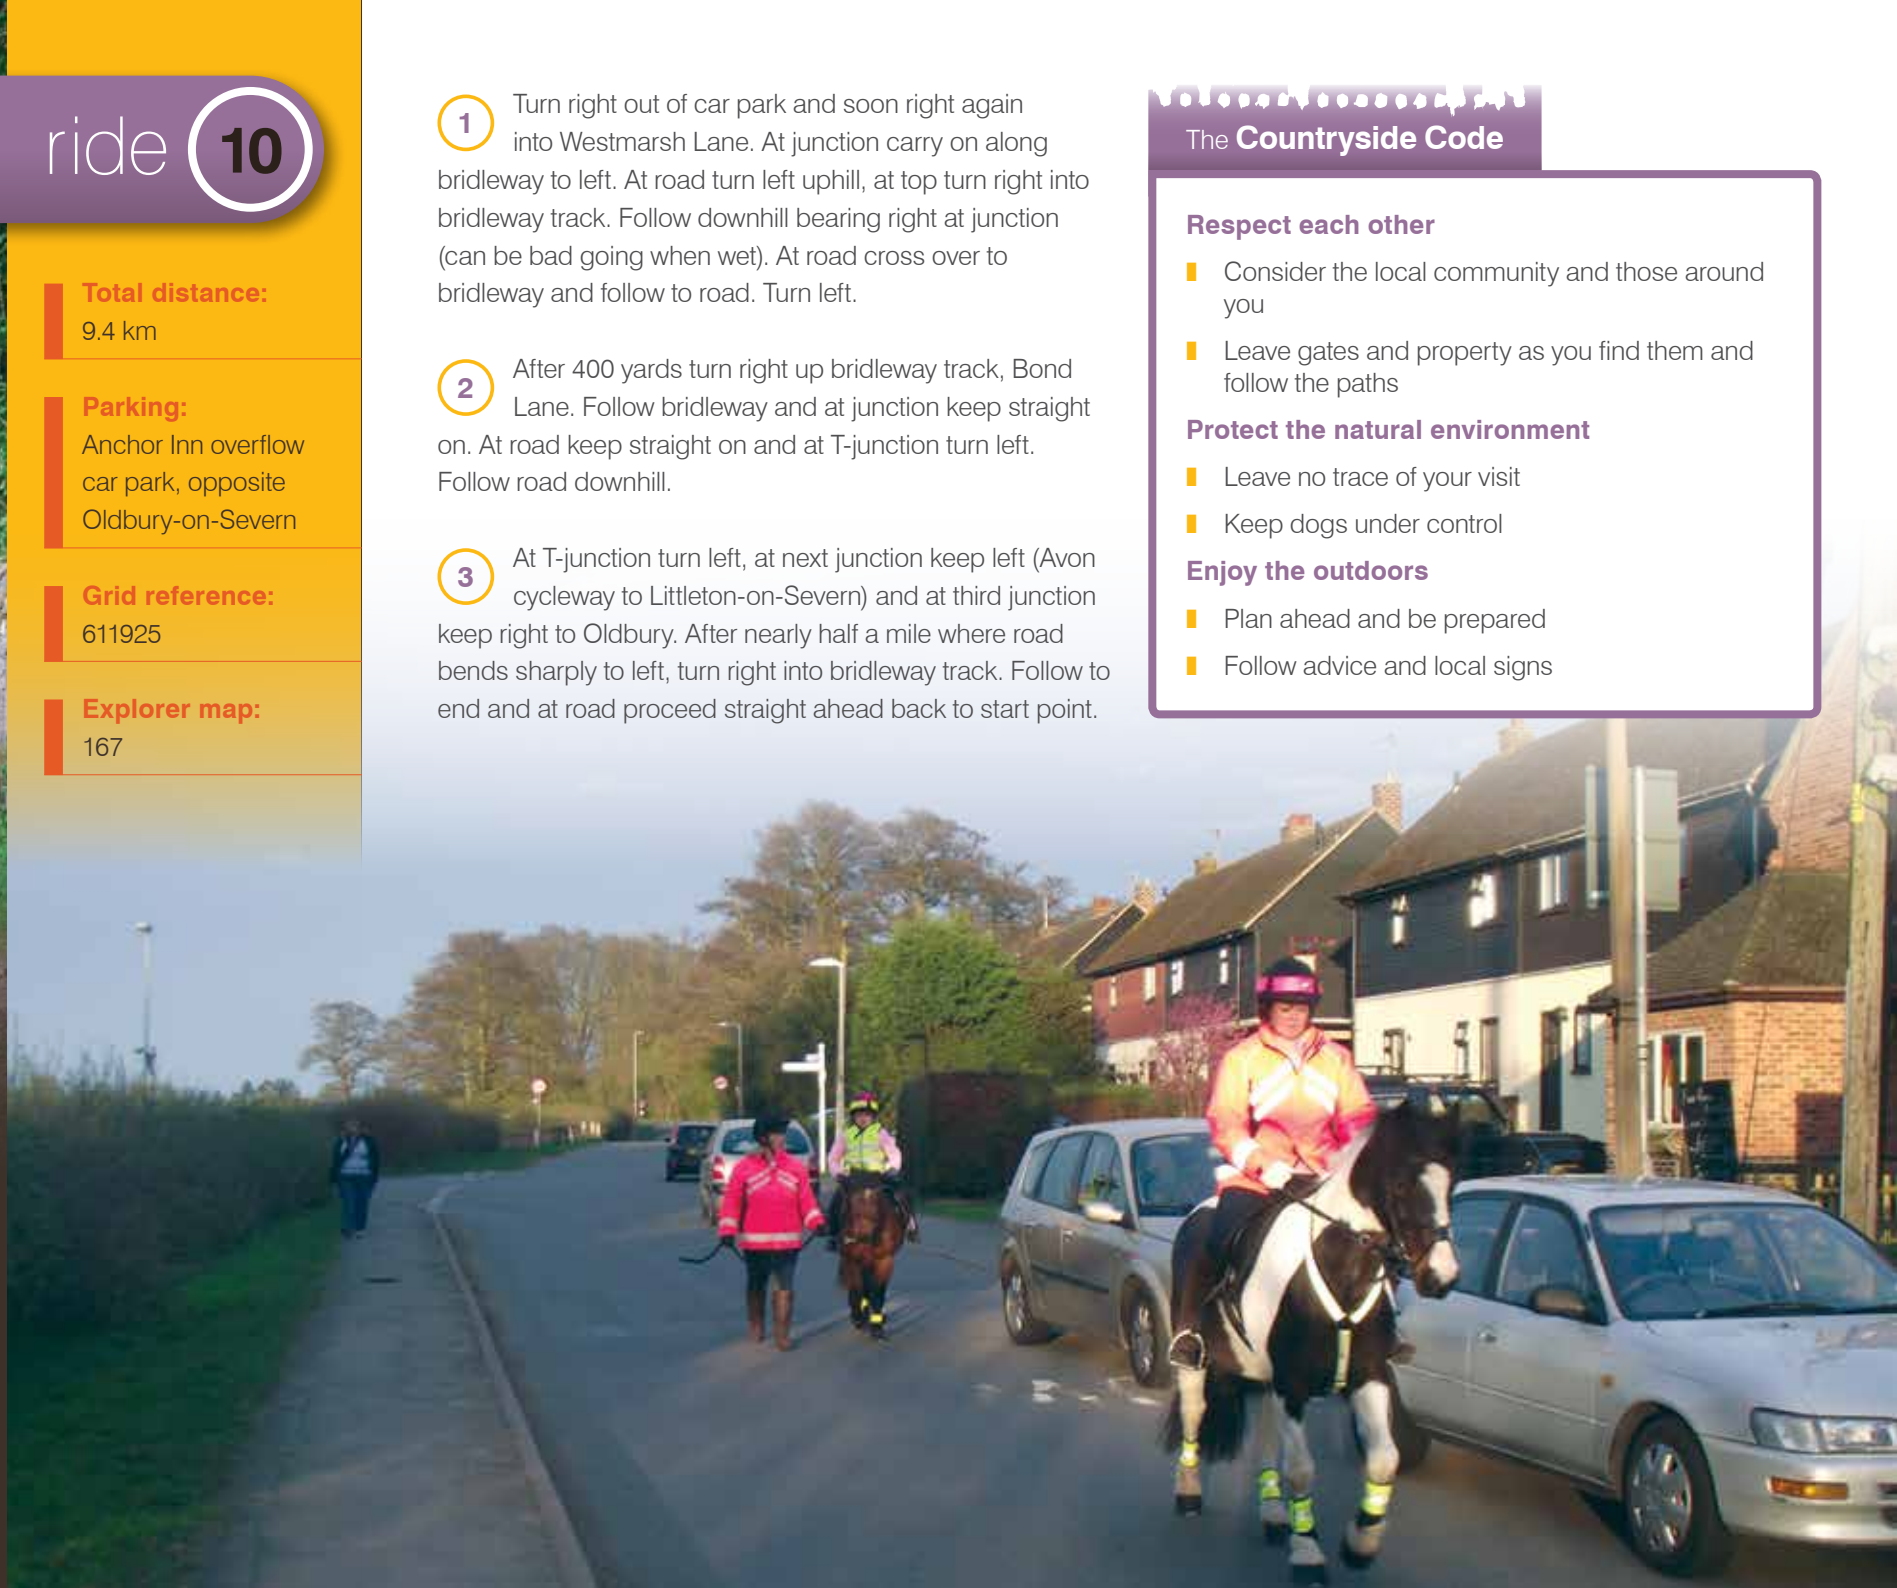 ride 10
Total distance:
9.4 km
Parking:
Anchor Inn overflow
car park, opposite
Oldbury-on-Severn
Grid reference:
611925
Explorer map:
167
1
Turn right out of car park and soon right again
into Westmarsh Lane. At junction carry on along
bridleway to left. At road turn left uphill, at top turn right into
bridleway track. Follow downhill bearing right at junction
(can be bad going when wet). At road cross over to
bridleway and follow to road. Turn left.
2
After 400 yards turn right up bridleway track, Bond
Lane. Follow bridleway and at junction keep straight
on. At road keep straight on and at T-junction turn left.
Follow road downhill.
3
At T-junction turn left, at next junction keep left (Avon
cycleway to Littleton-on-Severn) and at third junction
keep right to Oldbury. After nearly half a mile where road
bends sharply to left, turn right into bridleway track. Follow to
end and at road proceed straight ahead back to start point.
The Countryside Code
Respect each other
Consider the local community and those around
you
Leave gates and property as you find them and
follow the paths
Protect the natural environment
Leave no trace of your visit
Keep dogs under control
Enjoy the outdoors
Plan ahead and be prepared
Follow advice and local signs